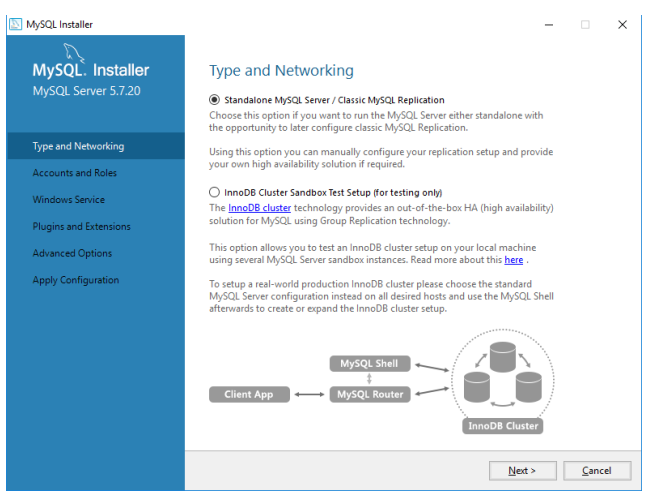 MySQL Installer
MySQL. Installer
MySQL Server 5.7.20
Type and Networking
Accounts and Roles
Windows Service
Plugins and Extensions
Advanced Options
Apply Configuration
Type and Networking
Standalone MySQL Server / Classic MySQL Replication
Choose this option if you want to run the MySQL Server either standalone with
the opportunity to later configure classic MySQL Replication.
Using this option you can manually configure your replication setup and provide
your own high availability solution if required.
InnoDB Cluster Sandbox Test Setup (for testing only)
The InnoDB cluster technology provides an out-of-the-box HA (high availability)
solution for MySQL using Group Replication technology.
This option allows you to test an InnoDB cluster setup on your local machine
using several MySQL Server sandbox instances. Read more about this here .
To setup a real-world production InnoDB cluster please choose the standard
MySQL Server configuration instead on all desired hosts and use the MySQL Shell
afterwards to create or expand the InnoDB cluster setup.
MySQL Shell
Client App
MySQL Router
InnoDB Cluster
Next >
Cancel